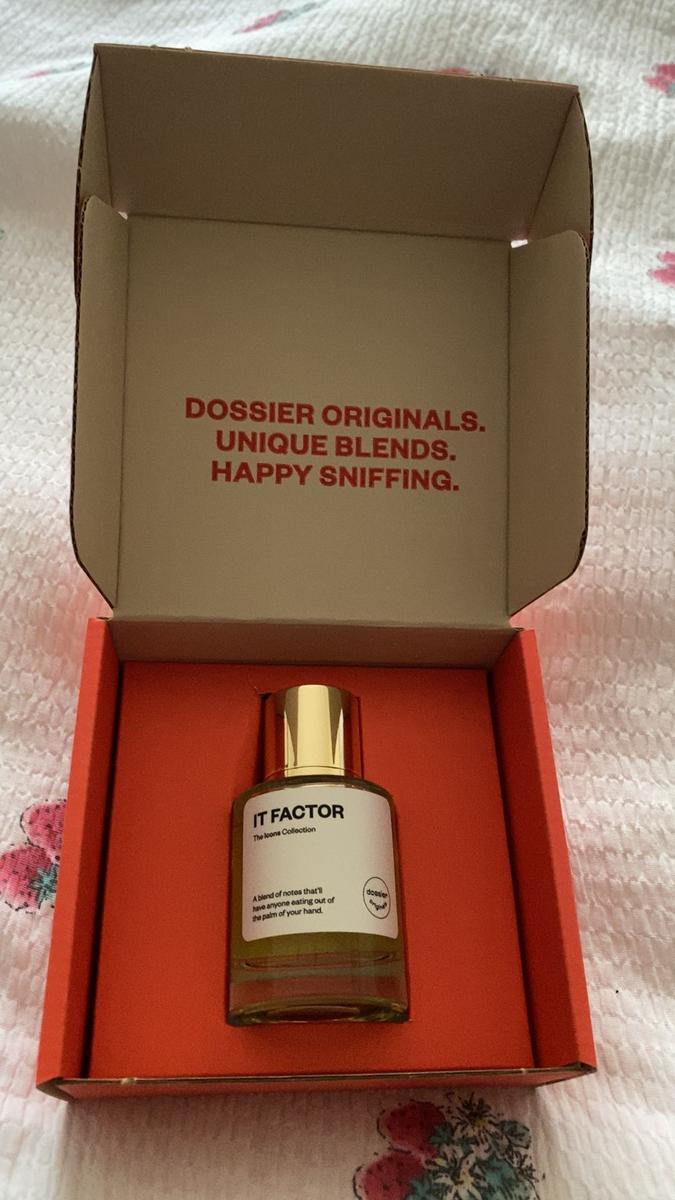 DOSSIER ORIGINALS.
UNIQUE BLENDS.
HAPPY SNIFFING.
IT FACTOR
The Icons Collection
A blend of notes that'll
have anyone eating out of
the palm of your hand.
dossier
originals